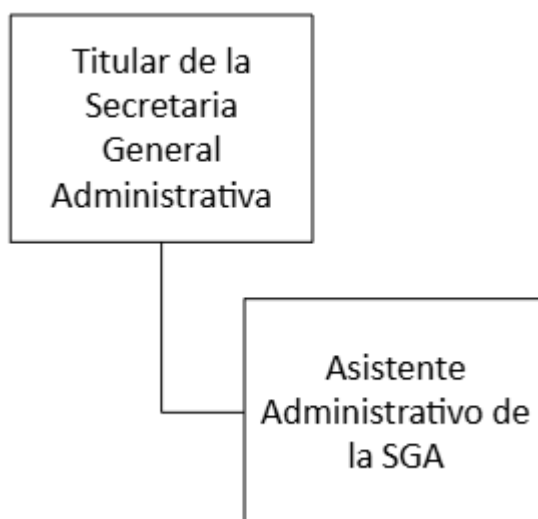 Titular de la
Secretaria
General
Administrativa
Asistente
Administrativo de
la SGA